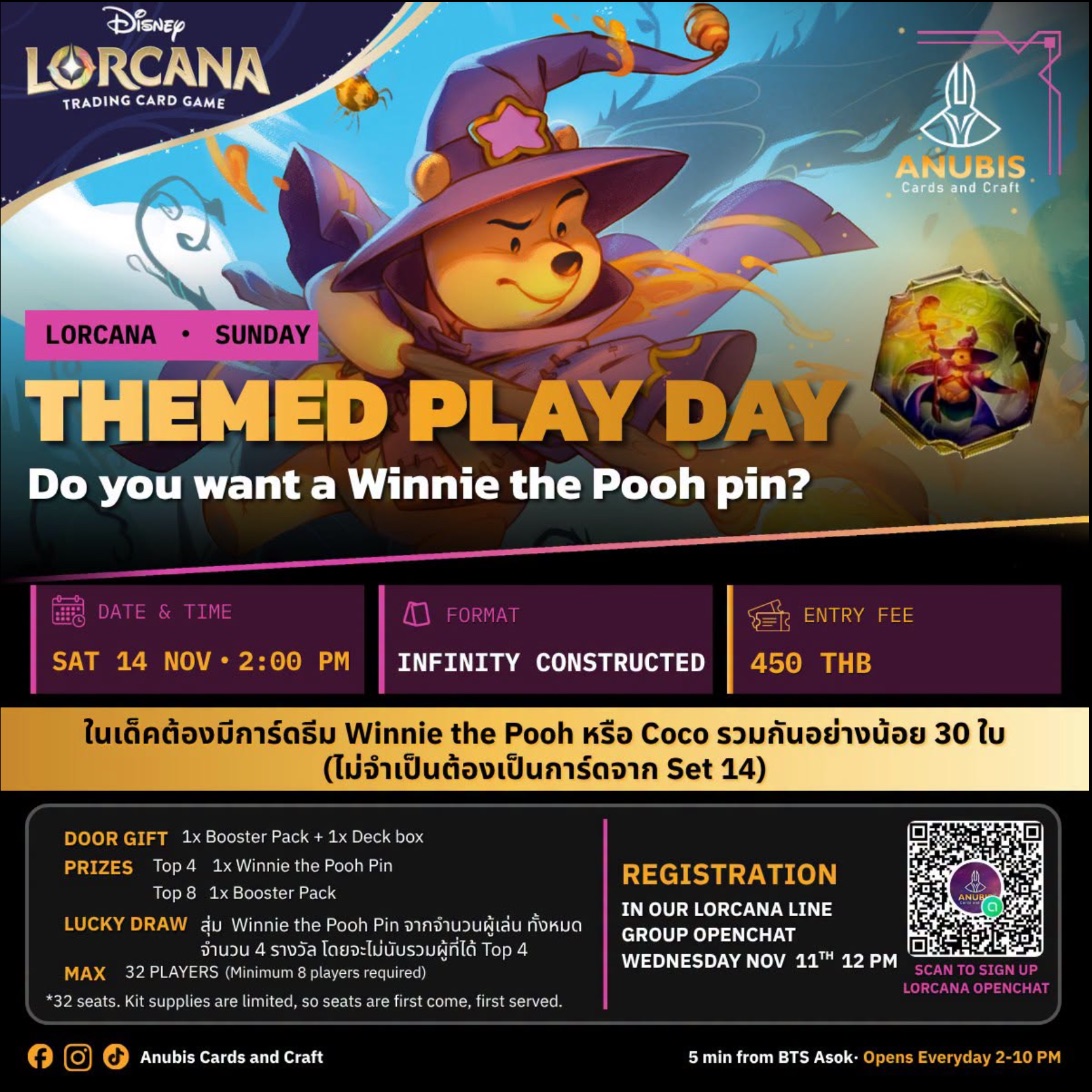 Disney
LORCANA
TRADING CARD GAME
ANUBIS
Cards and Craft
LORCANA • SUNDAY
THEMED PLAY DAY
Do you want a Winnie the Pooh pin?
DATE & TIME
SAT 14 NOV • 2:00 PM
FORMAT
INFINITY CONSTRUCTED
ENTRY FEE
450 THB
ในเด็คต้องมีการ์ดธีม Winnie the Pooh หรือ Coco รวมกันอย่างน้อย 30 ใบ
(ไม่จำเป็นต้องเป็นการ์ดจาก Set 14)
DOOR GIFT 1x Booster Pack + 1x Deck box
PRIZES Top 4 1x Winnie the Pooh Pin
Top 8 1x Booster Pack
LUCKY DRAW สุ่ม Winnie the Pooh Pin จากจำนวนผู้เล่น ทั้งหมด
จำนวน 4 รางวัล โดยจะไม่นับรวมผู้ที่ได้ Top 4
MAX 32 PLAYERS (Minimum 8 players required)
*32 seats. Kit supplies are limited, so seats are first come, first served.
REGISTRATION
IN OUR LORCANA LINE
GROUP OPENCHAT
WEDNESDAY NOV 11TH 12 PM
ANUBIS
SCAN TO SIGN UP
LORCANA OPENCHAT
Anubis Cards and Craft
5 min from BTS Asok· Opens Everyday 2-10 PM